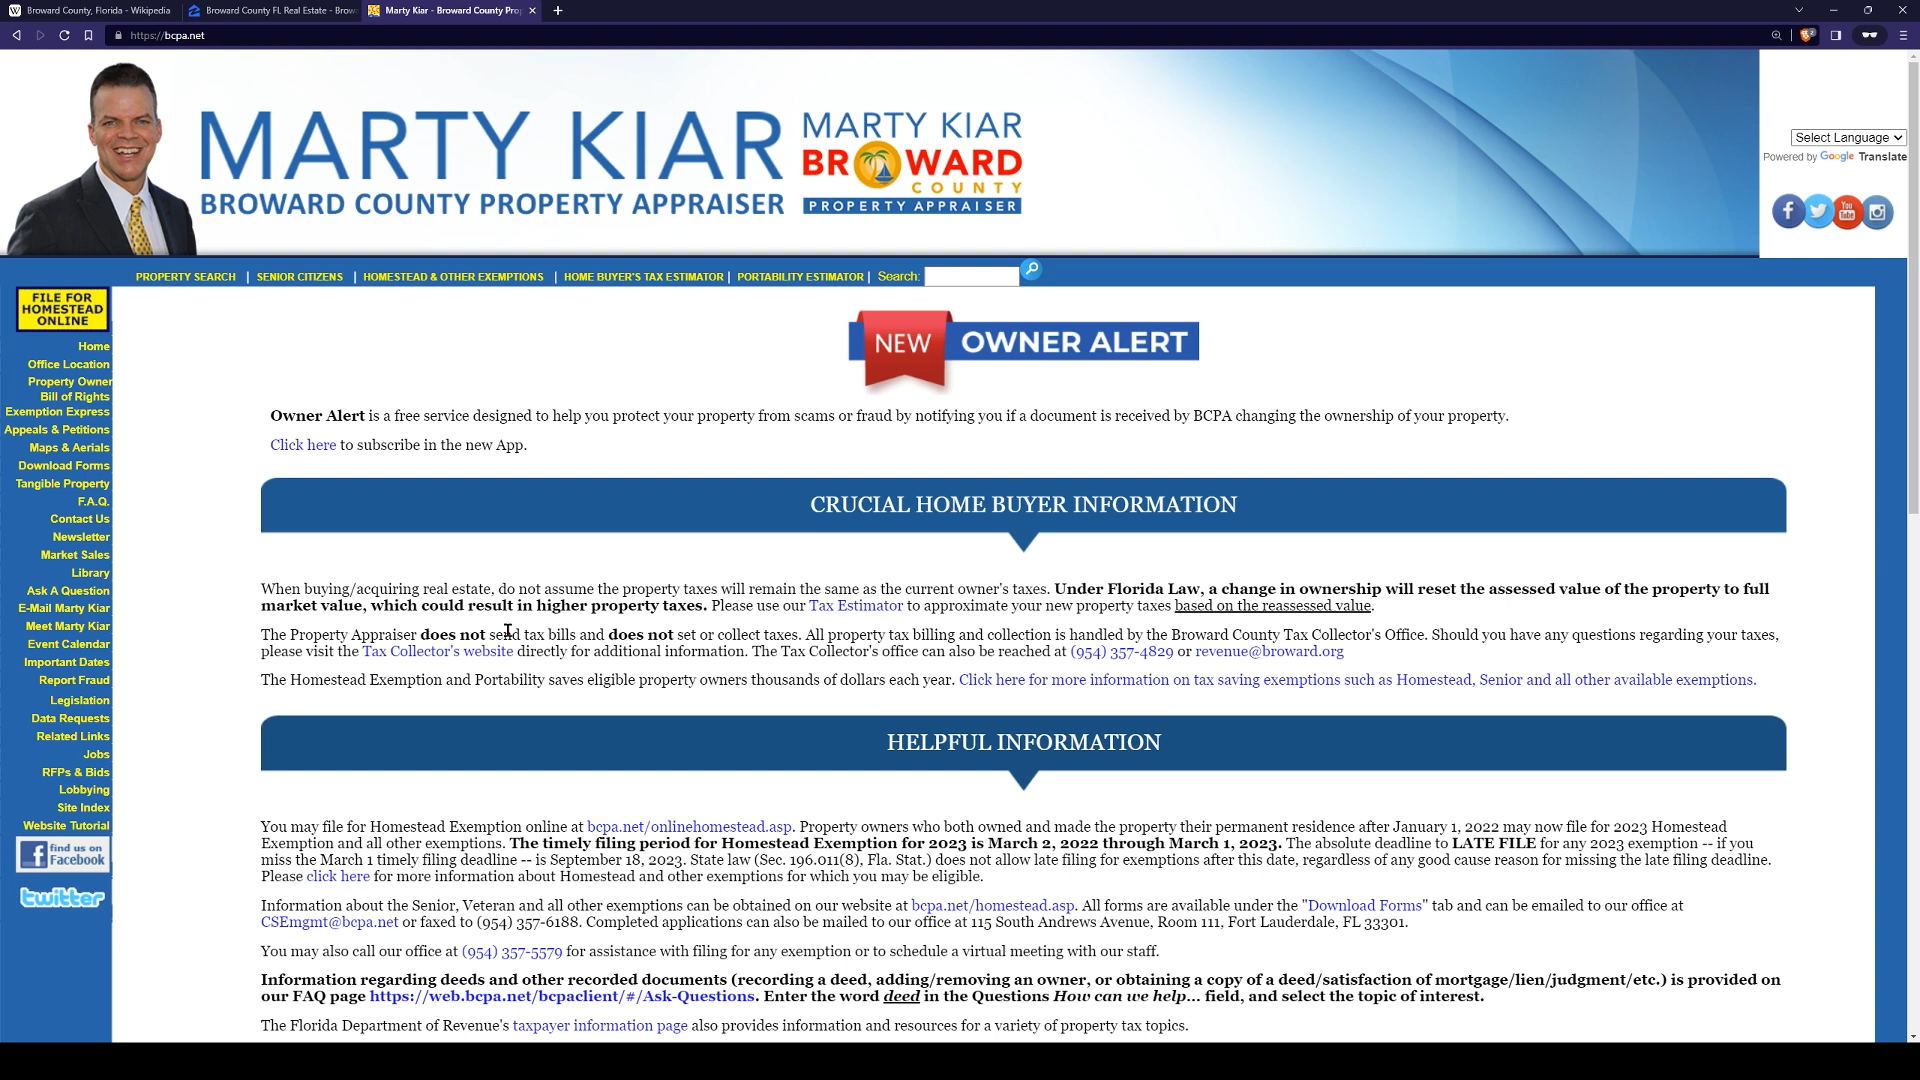 Broward County, Florida - Wikipedia
Broward County FL Real Estate - Brow
Marty Kiar - Broward County Pro
https://bcpa.net
MARTY KIAR
BROWARD COUNTY PROPERTY APPRAISER
MARTY KIAR
BROWARD
COUNTY
PROPERTY APPRAISER
Select Language
Powered by Google Translate
PROPERTY SEARCH | SENIOR CITIZENS | HOMESTEAD & OTHER EXEMPTIONS | HOME BUYER'S TAX ESTIMATOR | PORTABILITY ESTIMATOR | Search:
FILE FOR
HOMESTEAD
ONLINE
Home
Office Location
Property Owner
Bill of Rights
Exemption Express
Appeals & Petitions
Maps & Aerials
Download Forms
Tangible Property
F.A.Q.
Contact Us
Newsletter
Market Sales
Library
Ask A Question
E-Mail Marty Kiar
Meet Marty Kiar
Event Calendar
Important Dates
Report Fraud
Legislation
Data Requests
Related Links
Jobs
RFPs & Bids
Lobbying
Site Index
Website Tutorial
find us on
Facebook
twitter
NEW OWNER ALERT
Owner Alert is a free service designed to help you protect your property from scams or fraud by notifying you if a document is received by BCPA changing the ownership of your property.
Click here to subscribe in the new App.
CRUCIAL HOME BUYER INFORMATION
When buying/acquiring real estate, do not assume the property taxes will remain the same as the current owner's taxes. Under Florida Law, a change in ownership will reset the assessed value of the property to full
market value, which could result in higher property taxes. Please use our Tax Estimator to approximate your new property taxes based on the reassessed value.
The Property Appraiser does not send tax bills and does not set or collect taxes. All property tax billing and collection is handled by the Broward County Tax Collector's Office. Should you have any questions regarding your taxes,
please visit the Tax Collector's website directly for additional information. The Tax Collector's office can also be reached at (954) 357-4829 or revenue@broward.org
The Homestead Exemption and Portability saves eligible property owners thousands of dollars each year. Click here for more information on tax saving exemptions such as Homestead, Senior and all other available exemptions.
HELPFUL INFORMATION
You may file for Homestead Exemption online at bcpa.net/onlinehomestead.asp. Property owners who both owned and made the property their permanent residence after January 1, 2022 may now file for 2023 Homestead
Exemption and all other exemptions. The timely filing period for Homestead Exemption for 2023 is March 2, 2022 through March 1, 2023. The absolute deadline to LATE FILE for any 2023 exemption -- if you
miss the March 1 timely filing deadline -- is September 18, 2023. State law (Sec. 196.011(8), Fla. Stat.) does not allow late filing for exemptions after this date, regardless of any good cause reason for missing the late filing deadline.
Please click here for more information about Homestead and other exemptions for which you may be eligible.
Information about the Senior, Veteran and all other exemptions can be obtained on our website at bcpa.net/homestead.asp. All forms are available under the "Download Forms" tab and can be emailed to our office at
CSEmgmt@bcpa.net or faxed to (954) 357-6188. Completed applications can also be mailed to our office at 115 South Andrews Avenue, Room 111, Fort Lauderdale, FL 33301.
You may also call our office at (954) 357-5579 for assistance with filing for any exemption or to schedule a virtual meeting with our staff.
Information regarding deeds and other recorded documents (recording a deed, adding/removing an owner, or obtaining a copy of a deed/satisfaction of mortgage/lien/judgment/etc.) is provided on
our FAQ page https://web.bcpa.net/bcpaclient/#/Ask-Questions. Enter the word deed in the Questions How can we help... field, and select the topic of interest.
The Florida Department of Revenue's taxpayer information page also provides information and resources for a variety of property tax topics.